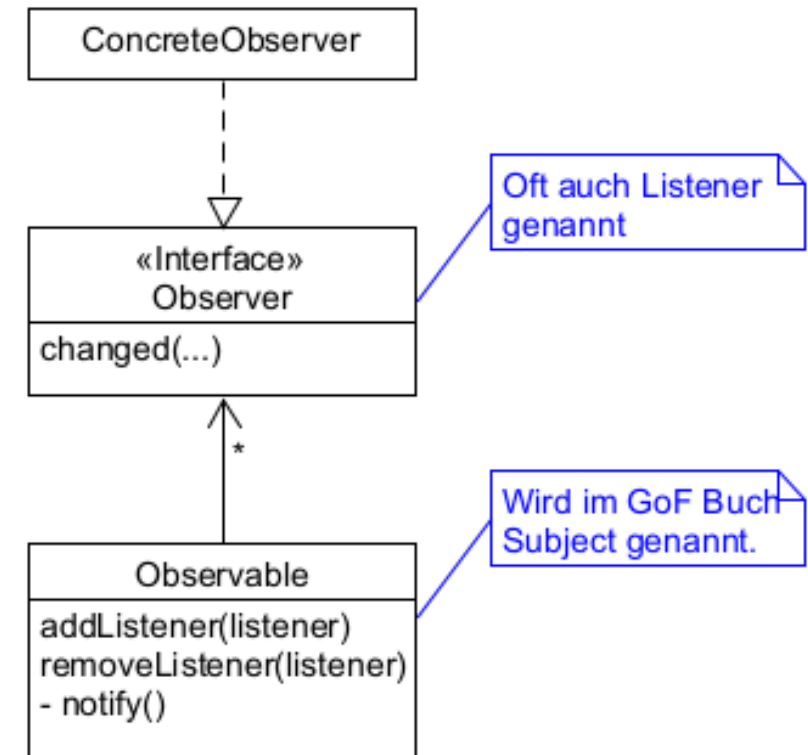 ConcreteObserver
Oft auch Listener
genannt
«Interface»
Observer
changed(...)
*
Wird im GoF Buch
Subject genannt.
Observable
addListener(listener)
removeListener(listener)
- notify()